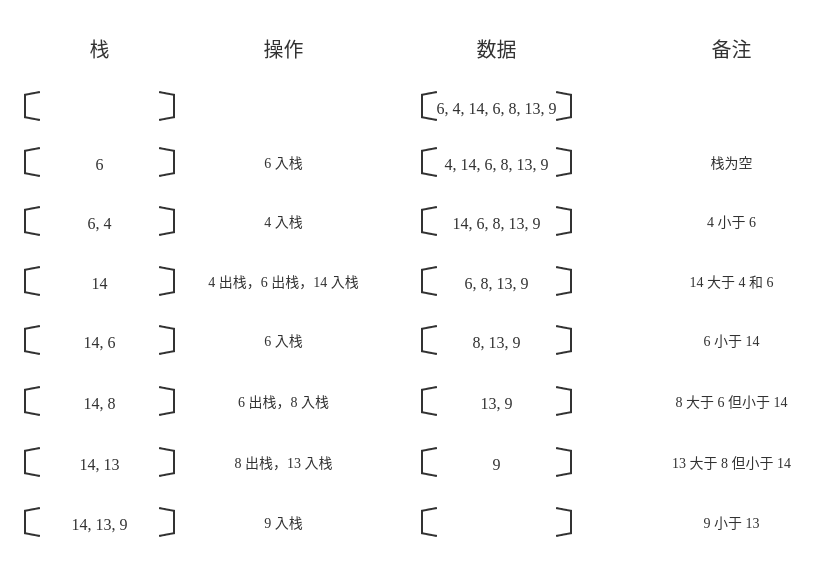 栈 操作 数据 备注
6, 4, 14, 6, 8, 13, 9
6 6 入栈 4, 14, 6, 8, 13, 9 栈为空
6, 4 4 入栈 14, 6, 8, 13, 9 4 小于 6
14 4 出栈，6 出栈，14 入栈 6, 8, 13, 9 14 大于 4 和 6
14, 6 6 入栈 8, 13, 9 6 小于 14
14, 8 6 出栈，8 入栈 13, 9 8 大于 6 但小于 14
14, 13 8 出栈，13 入栈 9 13 大于 8 但小于 14
14, 13, 9 9 入栈 9 小于 13